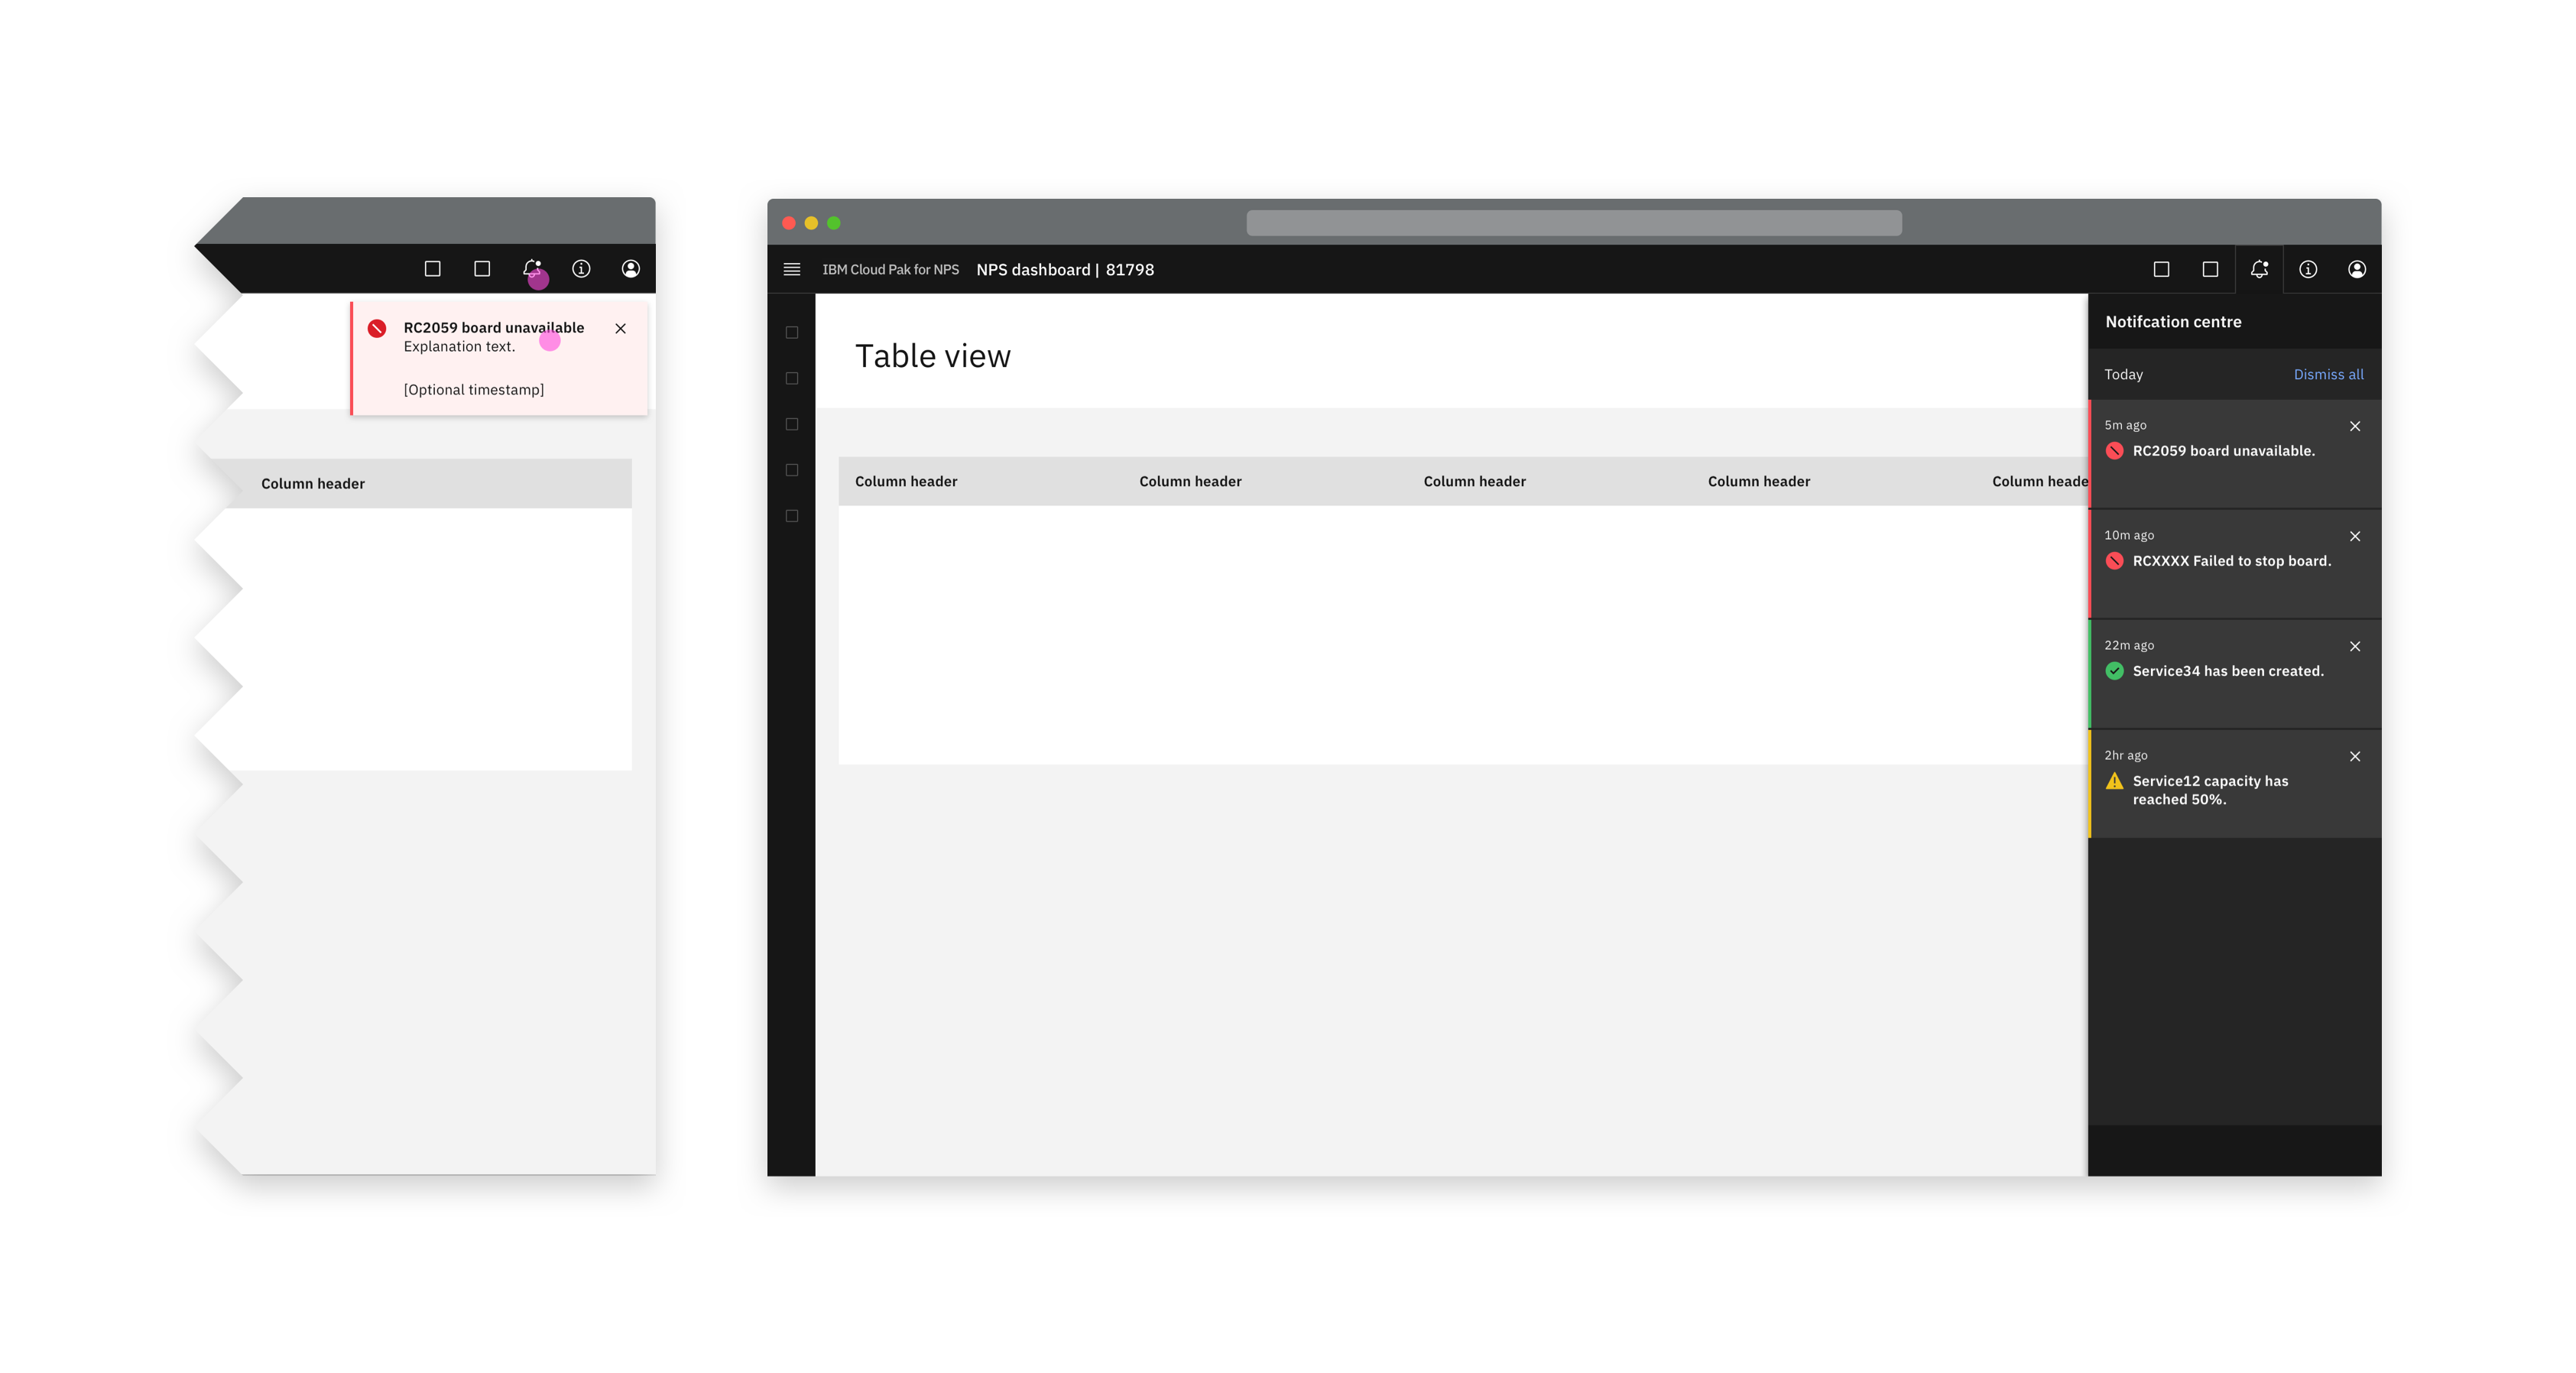 RC2059 board unavailable
Explanation text.
[Optional timestamp]
Column header
IBM Cloud Pak for NPS NPS dashboard | 81798
Table view
Column header Column header Column header Column header Column heade
Notifcation centre
Today Dismiss all
5m ago
RC2059 board unavailable.
10m ago
RCXXXX Failed to stop board.
22m ago
Service34 has been created.
2hr ago
Service12 capacity has
reached 50%.